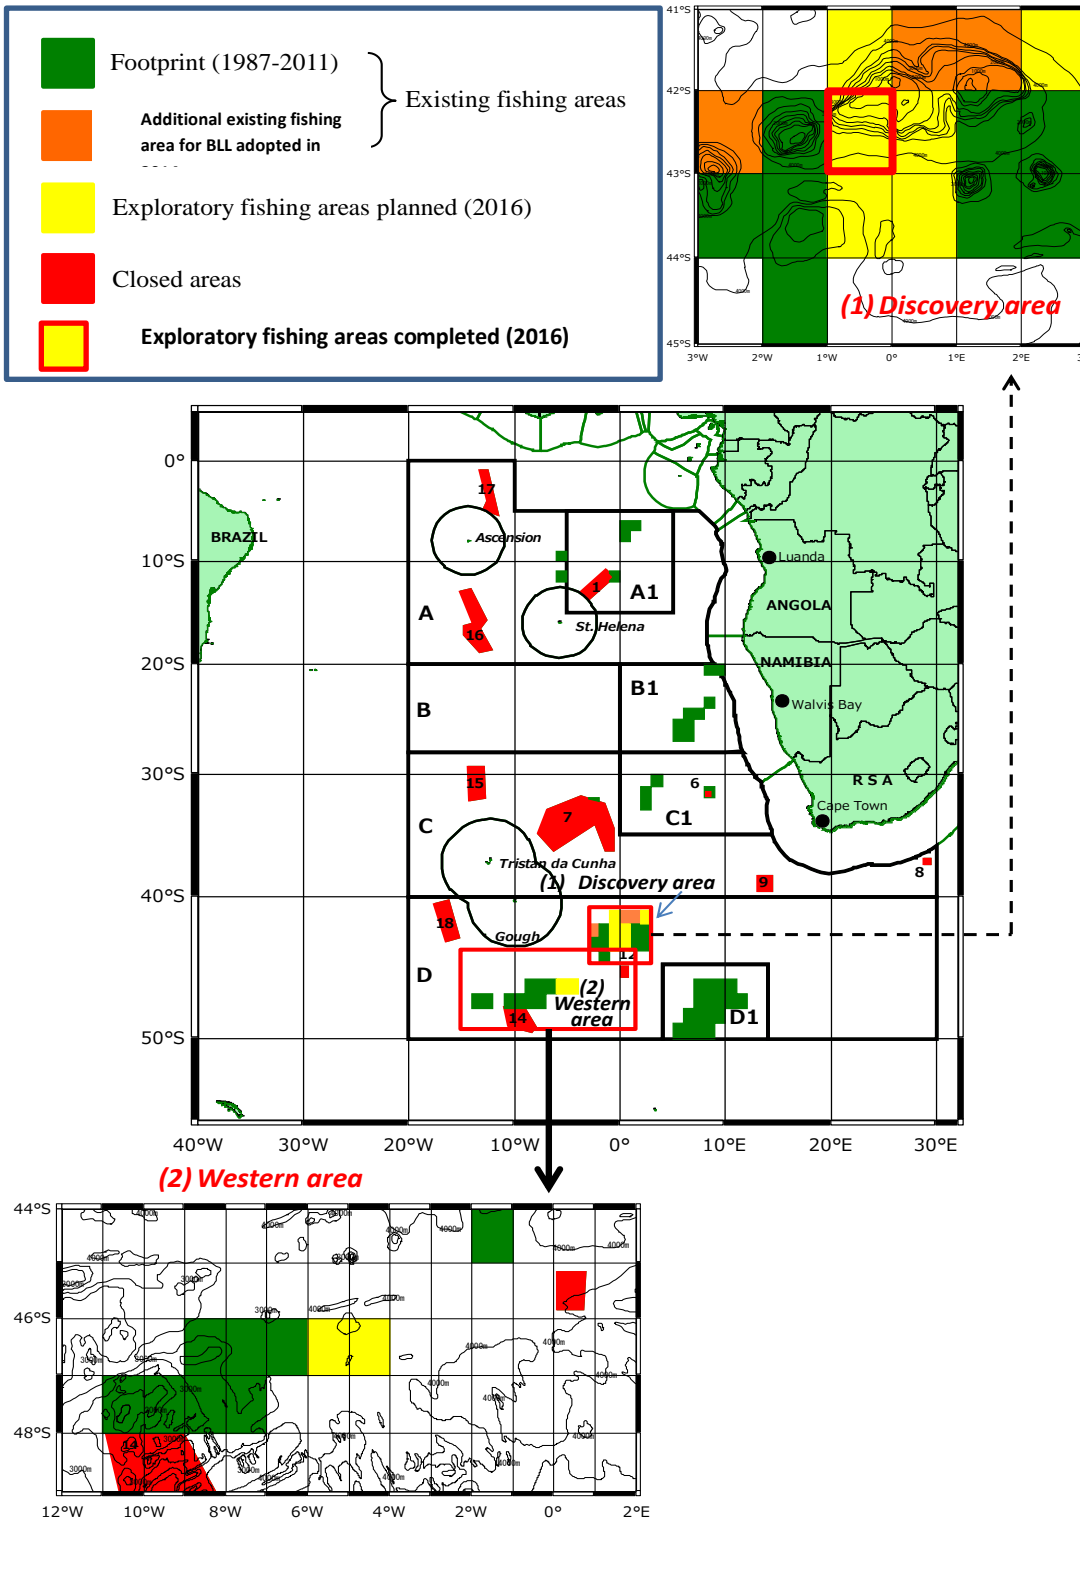 Footprint (1987-2011)
Existing fishing areas
Additional existing fishing
area for BLL adopted in
Exploratory fishing areas planned (2016)
Closed areas
Exploratory fishing areas completed (2016)
41°S
42°S
43°S
44°S
45°S
3°W 2°W 1°W 0° 1°E 2°E
(1) Discovery area
0°
10°S
20°S
30°S
40°S
50°S
40°W 30°W 20°W 10°W 0° 10°E 20°E 30°E
BRAZIL
17
Ascension
A
1
A1
16
St. Helena
Luanda
ANGOLA
NAMIBIA
B
B1
Walvis Bay
15
6
R S A
C
7
C1
Cape Town
Tristan da Cunha
8
9
(1) Discovery area
18
Gough
12
D
(2)
Western
area
14
D1
(2) Western area
44°S
46°S
48°S
12°W 10°W 8°W 6°W 4°W 2°W 0° 2°E
4000m
3000m
14